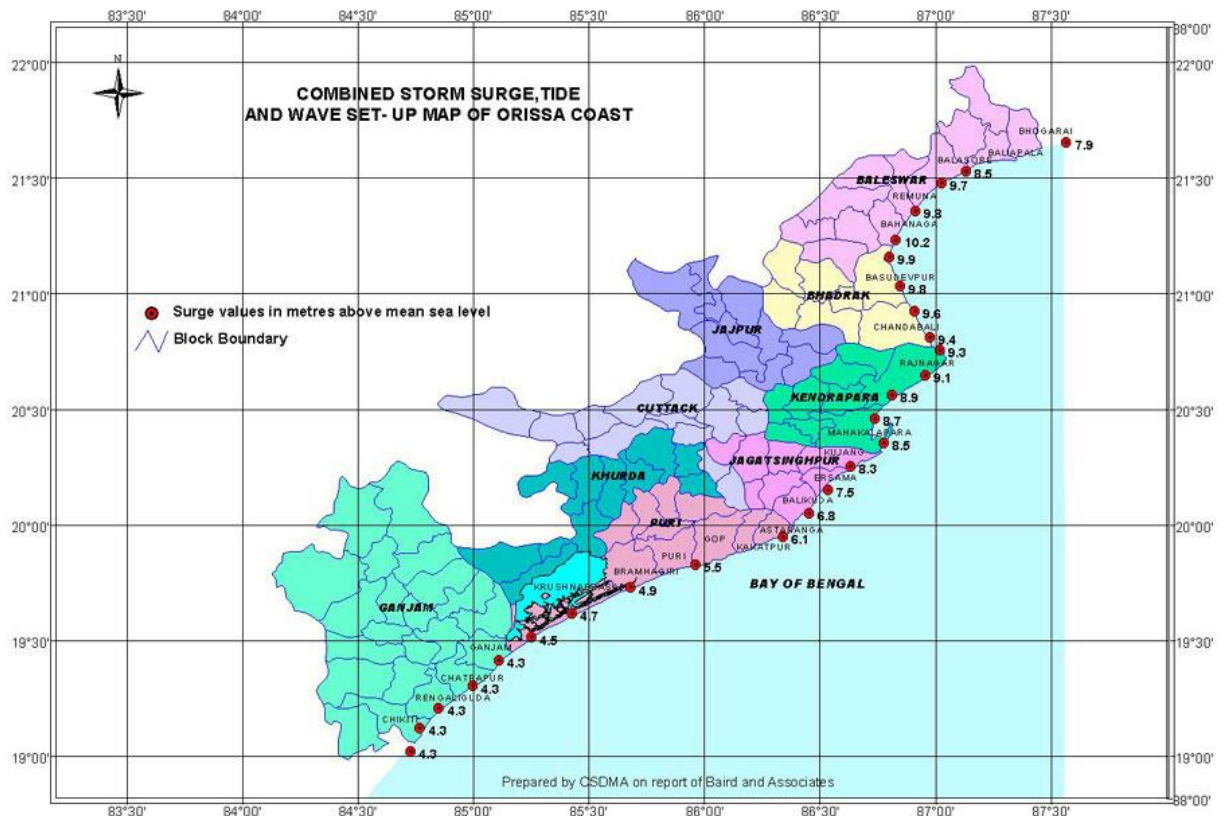 83°30' 84°00' 84°30' 85°00' 85°30' 86°00' 86°30' 87°00' 87°30'
38°00'
22°00' 22°00'
N
COMBINED STORM SURGE,TIDE
AND WAVE SET- UP MAP OF ORISSA COAST
BHOGARAI
7.9
BALIAPALA
BALASORE
8.5
21°30' 21°30'
BALESWAR
9.7
REMUNA
9.8
BAHANAGA
10.2
9.9
BASUDEVPUR
9.8
21°00' 21°00'
BHADRAK
Surge values in metres above mean sea level
9.6
CHANDABALI
JAJPUR
Block Boundary
9.4
9.3
RAJNAGAR
9.1
KENDRAPARA
8.9
20°30' 20°30'
CUTTACK
8.7
MAHAKALAPARA
8.5
KUJANG
JAGATSINGHPUR
8.3
KHURDA
ERSAMA
7.5
BALIKUDA
6.8
20°00' 20°00'
PURI
ASTARANGA
6.1
GOP
KAKATPUR
PURI
5.5
BRAMHAGIRI
BAY OF BENGAL
4.9
GANJAM
4.7
4.5
19°30' 19°30'
GANJAM
4.3
CHATRAPUR
4.3
4.3
CHIKITI
4.3
19°00' 19°00'
4.3
Prepared by CSDMA on report of Baird and Associates
38°00'
83°30' 84°00' 84°30' 85°00' 85°30' 86°00' 86°30' 87°00' 87°30'